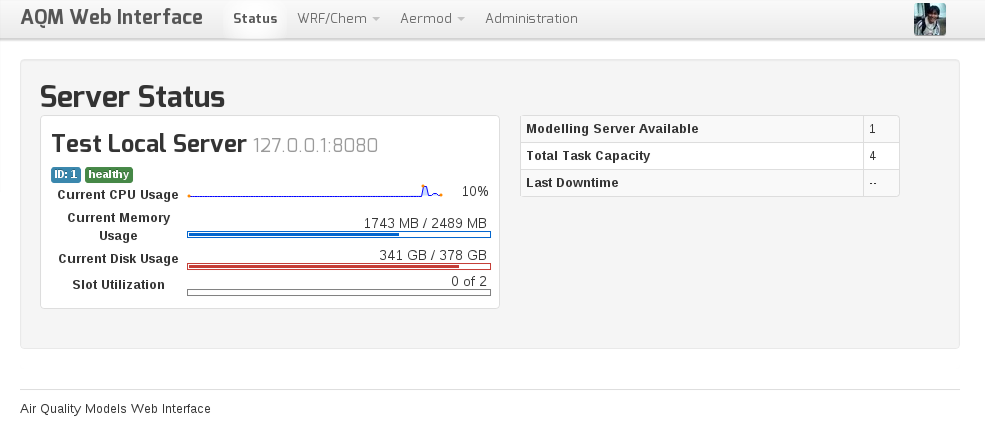 AQM Web Interface Status WRF/Chem Aermod Administration
Server Status
Test Local Server 127.0.0.1:8080
ID: 1 healthy
Current CPU Usage 10%
Current Memory Usage 1743 MB / 2489 MB
Current Disk Usage 341 GB / 378 GB
Slot Utilization 0 of 2
Modelling Server Available 1
Total Task Capacity 4
Last Downtime --
Air Quality Models Web Interface